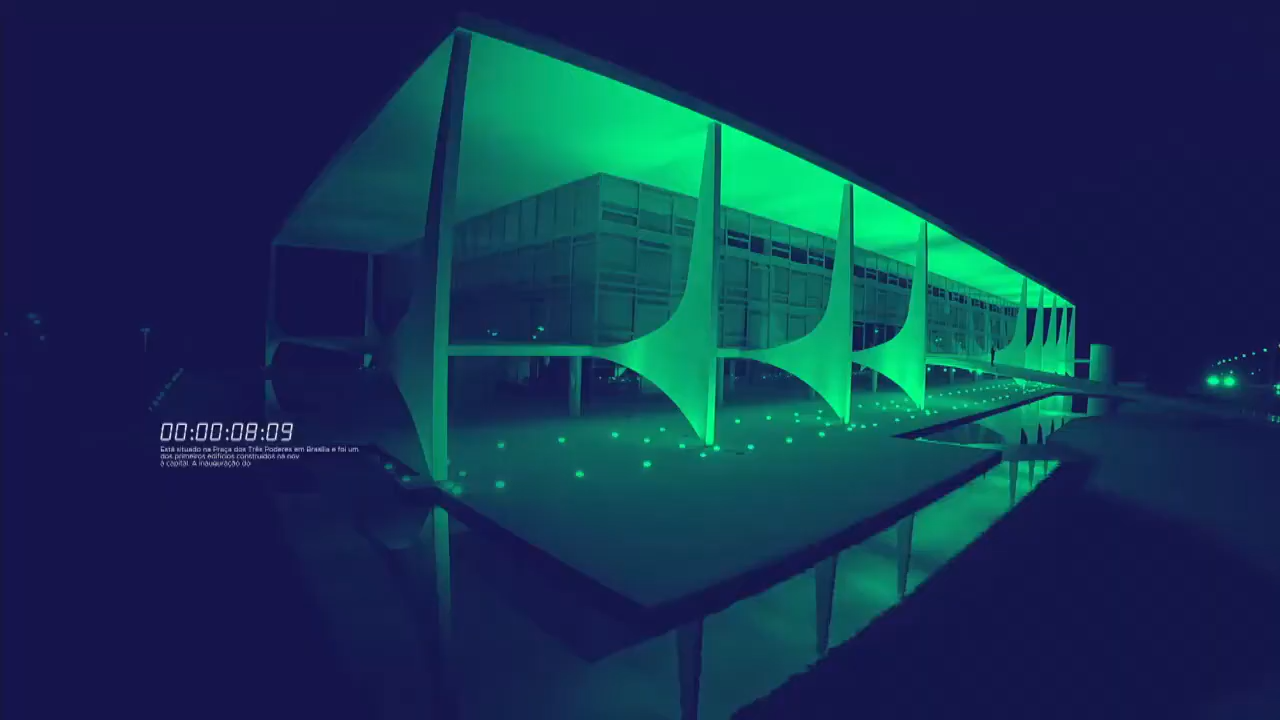 00:00:08:09
Está situado na Praça dos Três Poderes em Brasília e foi um
dos primeiros edifícios construídos na nov
a capital. A inauguração do